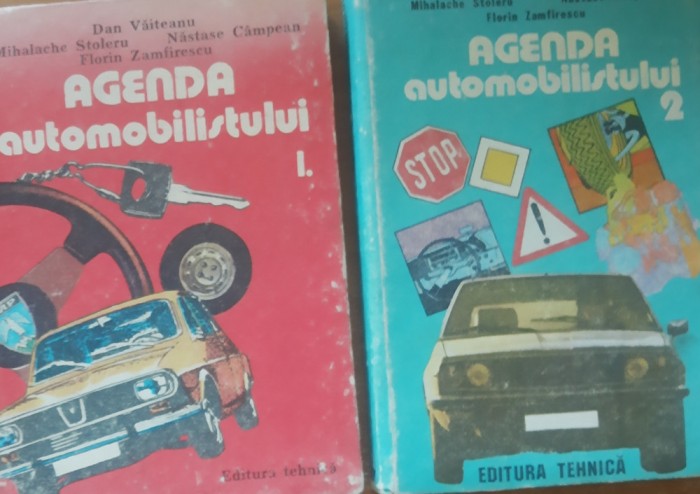 Dan Văiteanu
Mihalache Stoleru Năstase Câmpean
Florin Zamfirescu
AGENDA
automobilistului
1.
Editura tehnică
Mihalache Stoleru
Florin Zamfirescu
AGENDA
automobilistului
2
STOP
EDITURA TEHNICĂ